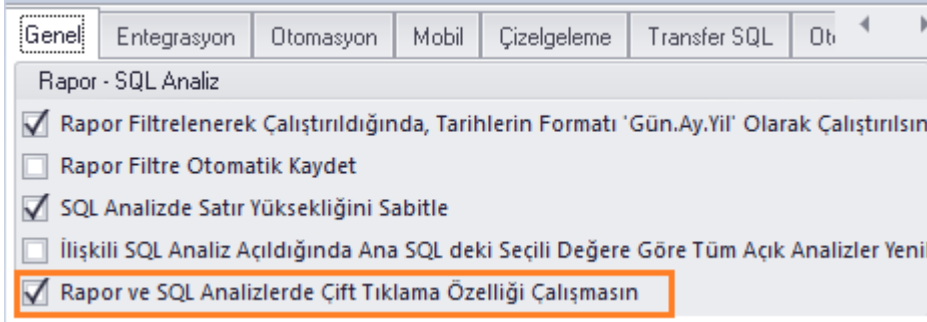 Genel Entegrasyon Otomasyon Mobil Çizelgeleme Transfer SQL
Rapor - SQL Analiz
Rapor Filtrelenerek Çalıştırıldığında, Tarihlerin Formatı 'Gün.Ay.Yil' Olarak Çalıştırılsın
Rapor Filtre Otomatik Kaydet
SQL Analizde Satır Yüksekliğini Sabitle
İlişkili SQL Analiz Açıldığında Ana SQL deki Seçili Değere Göre Tüm Açık Analizler
Rapor ve SQL Analizlerde Çift Tıklama Özelliği Çalışmasın